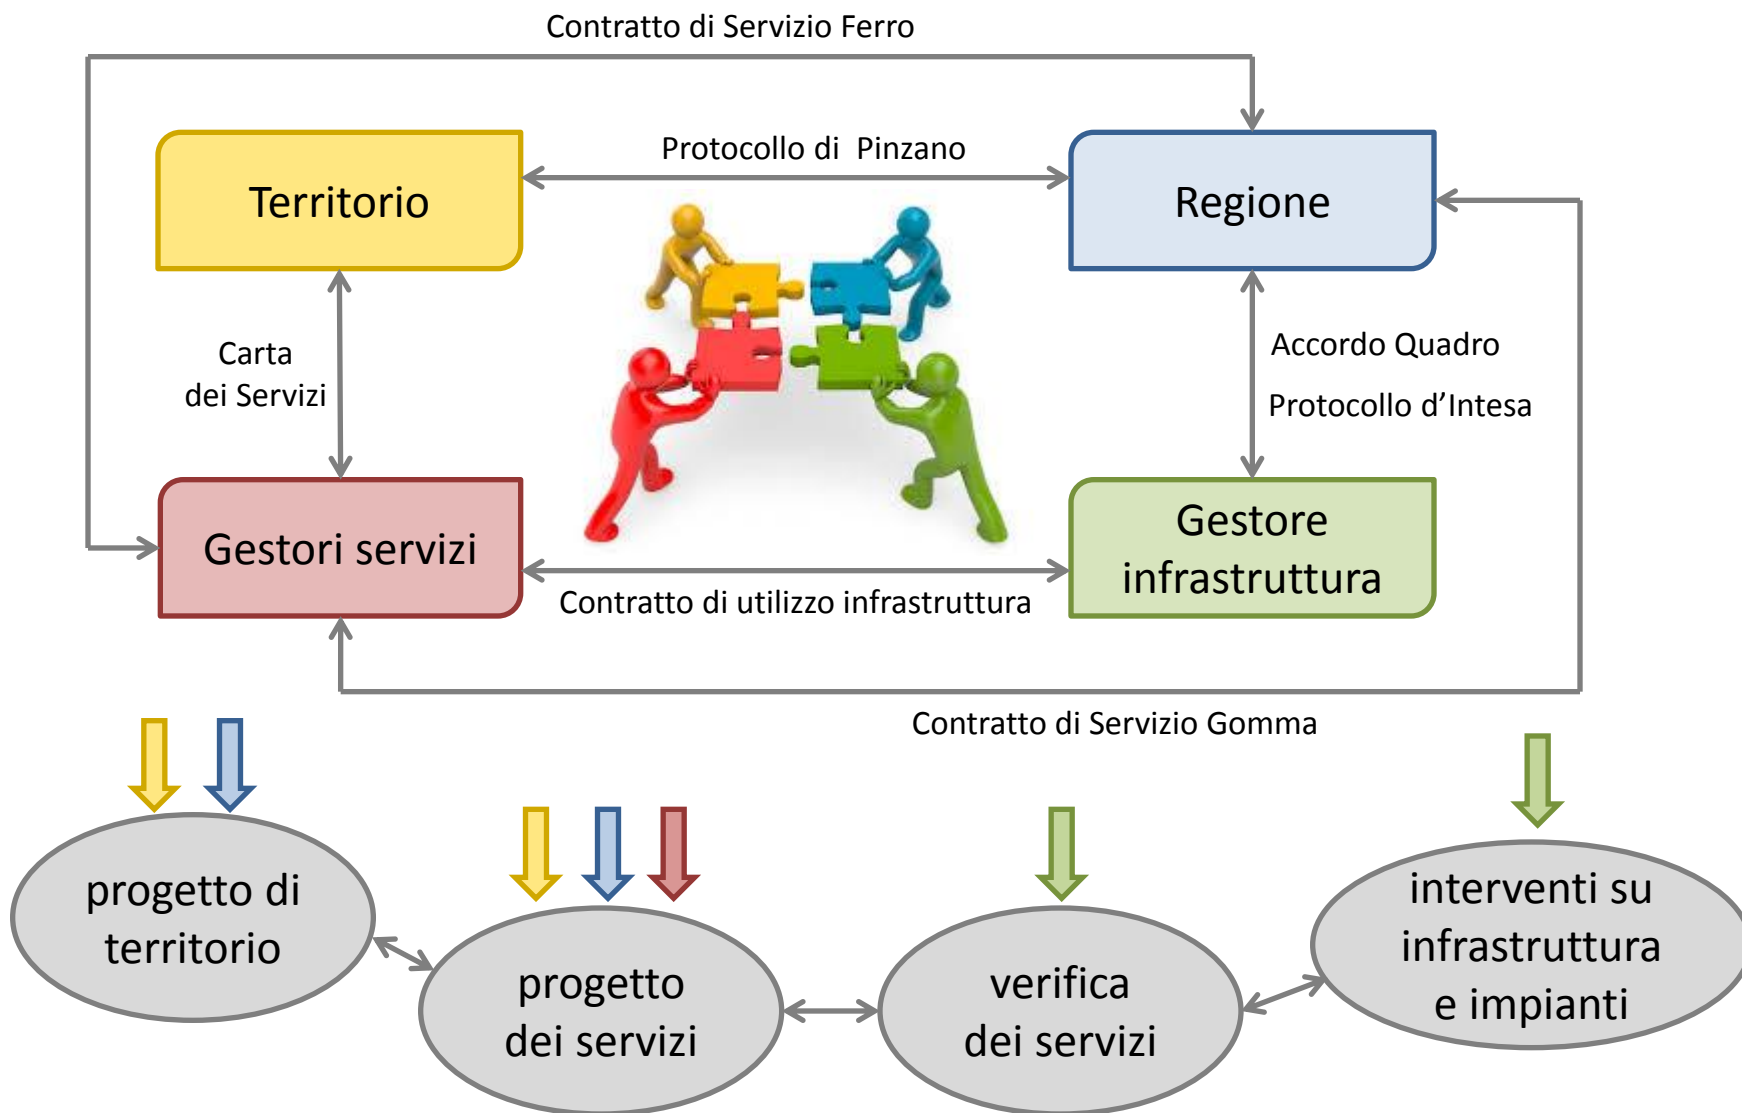 Contratto di Servizio Ferro
Territorio
Protocollo di Pinzano
Regione
Carta
dei Servizi
Accordo Quadro
Protocollo d’Intesa
Gestori servizi
Gestore
infrastruttura
Contratto di utilizzo infrastruttura
Contratto di Servizio Gomma
progetto di
territorio
progetto
dei servizi
verifica
dei servizi
interventi su
infrastruttura
e impianti